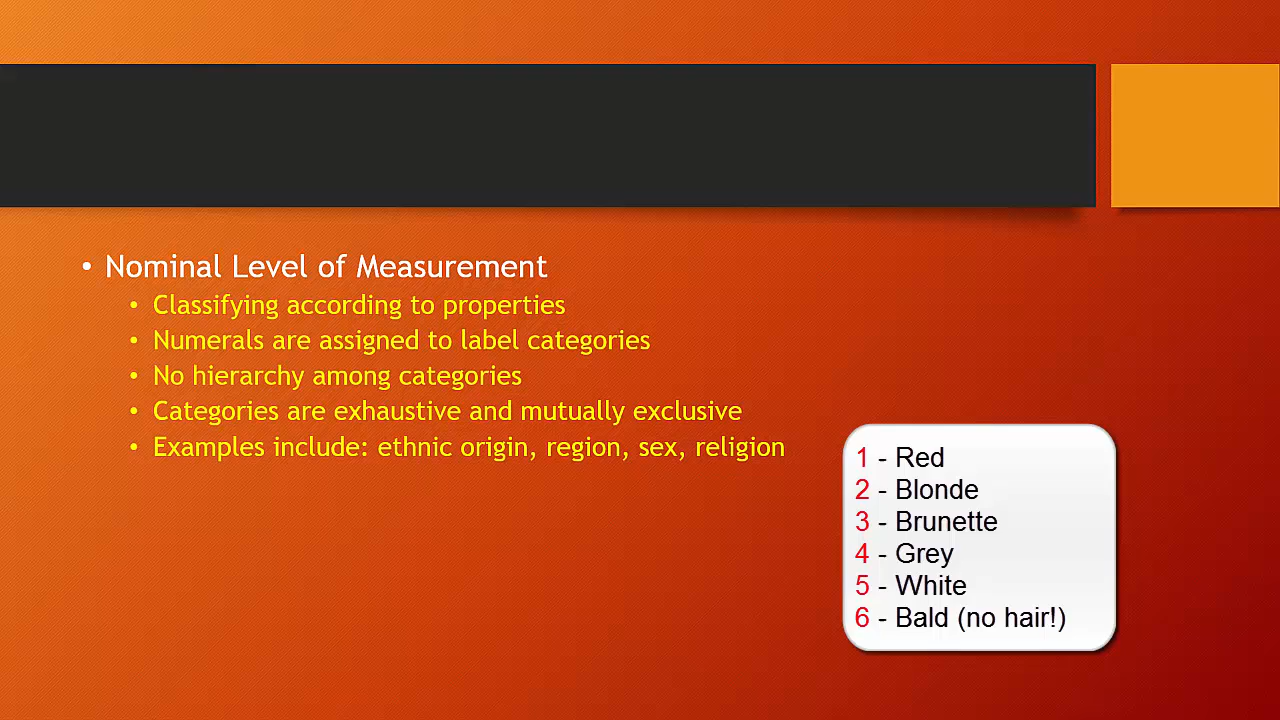 • Nominal Level of Measurement
• Classifying according to properties
• Numerals are assigned to label categories
• No hierarchy among categories
• Categories are exhaustive and mutually exclusive
• Examples include: ethnic origin, region, sex, religion
1 - Red
2 - Blonde
3 - Brunette
4 - Grey
5 - White
6 - Bald (no hair!)